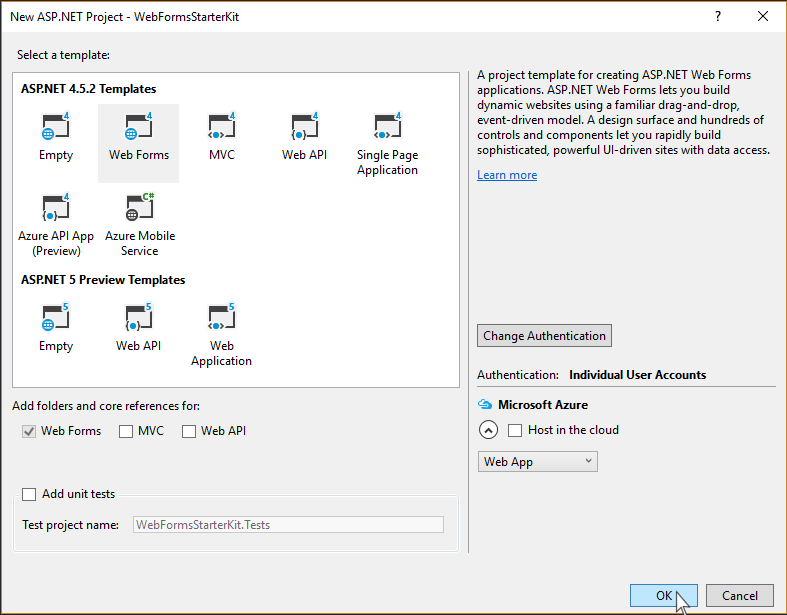 New ASP.NET Project - WebFormsStarterKit
?
Select a template:
ASP.NET 4.5.2 Templates
4 4 4 4 4
Empty Web Forms MVC Web API Single Page
Application
4 C#
Azure API App Azure Mobile
(Preview) Service
ASP.NET 5 Preview Templates
5 5 5
Empty Web API Web
Application
Add folders and core references for:
Web Forms MVC Web API
Add unit tests
Test project name: WebFormsStarterKit.Tests
A project template for creating ASP.NET Web Forms
applications. ASP.NET Web Forms lets you build
dynamic websites using a familiar drag-and-drop,
event-driven model. A design surface and hundreds of
controls and components let you rapidly build
sophisticated, powerful UI-driven sites with data access.
Learn more
Change Authentication
Authentication: Individual User Accounts
Microsoft Azure
Host in the cloud
Web App
OK Cancel